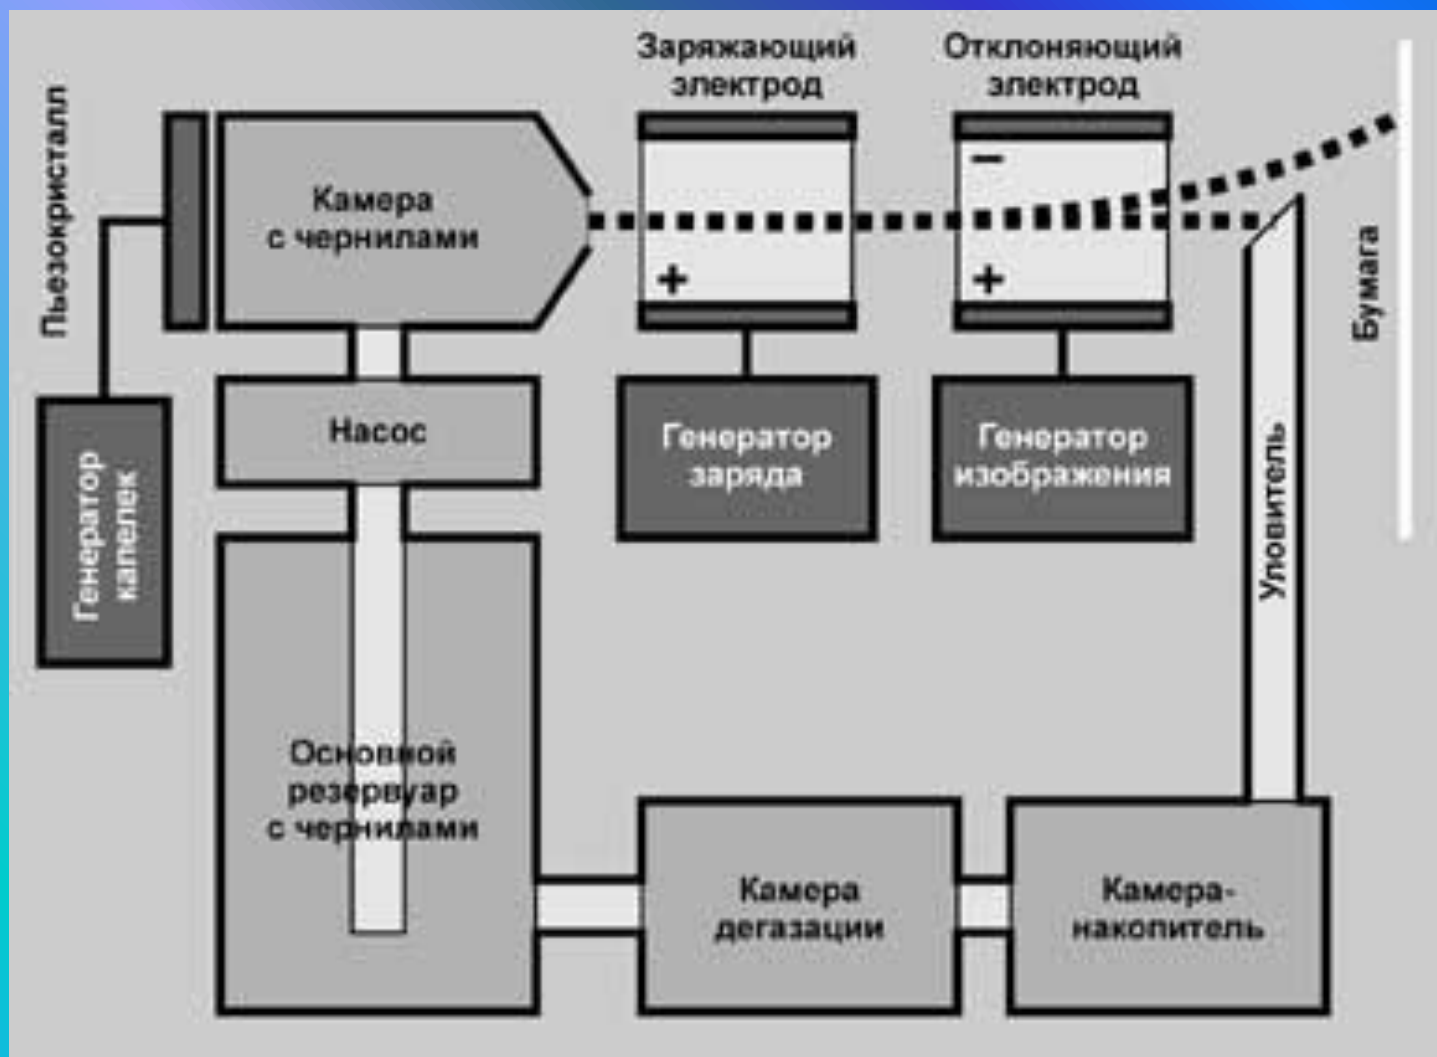 Заряжающий
электрод
Отклоняющий
электрод
Пьезокристалл
Камера
с чернилами
–
+
+
Бумага
Насос
Генератор
заряда
Генератор
изображения
Генератор
капелек
Уловитель
Основной
резервуар
с чернилами
Камера
дегазации
Камера-
накопитель